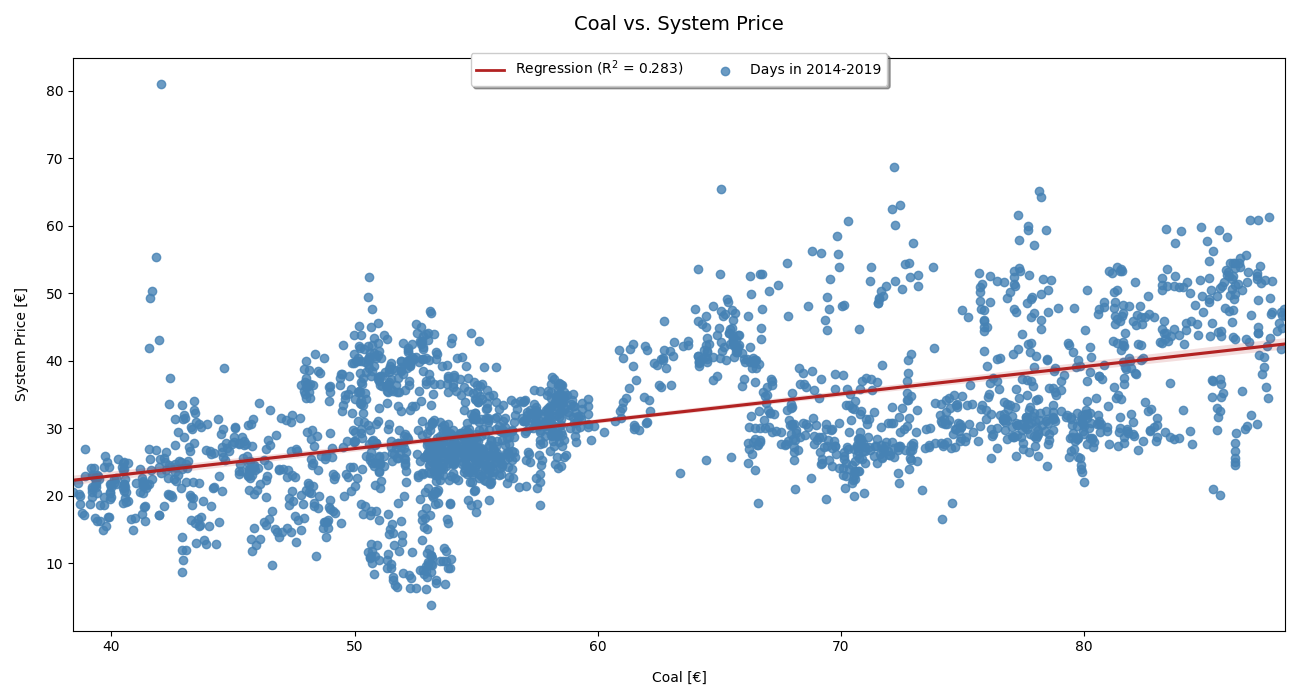 Coal vs. System Price
Regression (R² = 0.283)
Days in 2014-2019
80
70
60
50
40
30
20
10
System Price [€]
40
50
60
70
80
Coal [€]